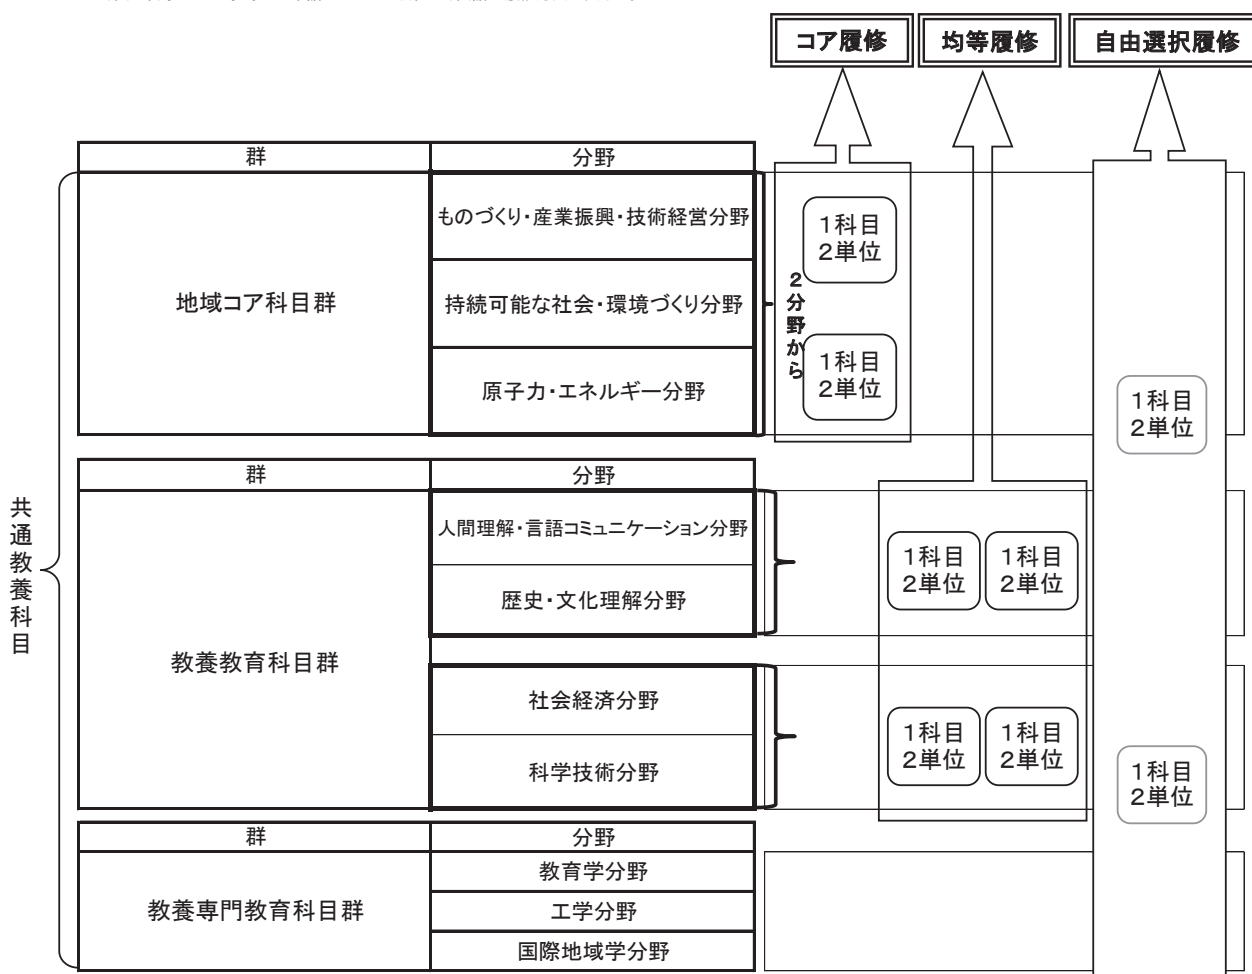 コア履修
均等履修
自由選択履修
群
分野
地域コア科目群
ものづくり・産業振興・技術経営分野
持続可能な社会・環境づくり分野
原子力・エネルギー分野
2分野から
1科目
2単位
1科目
2単位
1科目
2単位
共通教養科目
群
分野
教養教育科目群
人間理解・言語コミュニケーション分野
歴史・文化理解分野
1科目
2単位
1科目
2単位
社会経済分野
科学技術分野
1科目
2単位
1科目
2単位
1科目
2単位
群
分野
教養専門教育科目群
教育学分野
工学分野
国際地域学分野